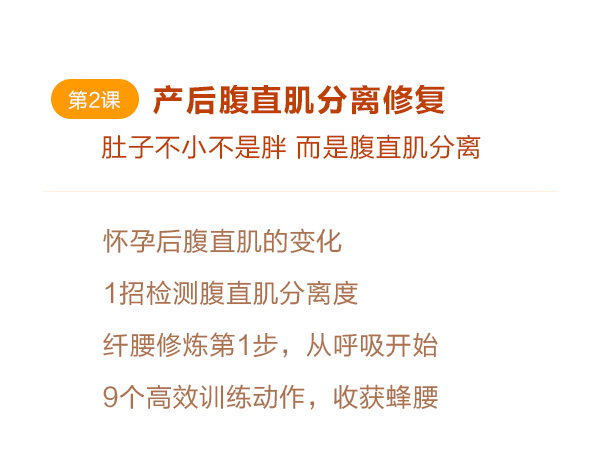 第2课 产后腹直肌分离修复
肚子不小不是胖 而是腹直肌分离
怀孕后腹直肌的变化
1招检测腹直肌分离度
纤腰修炼第1步，从呼吸开始
9个高效训练动作，收获蜂腰